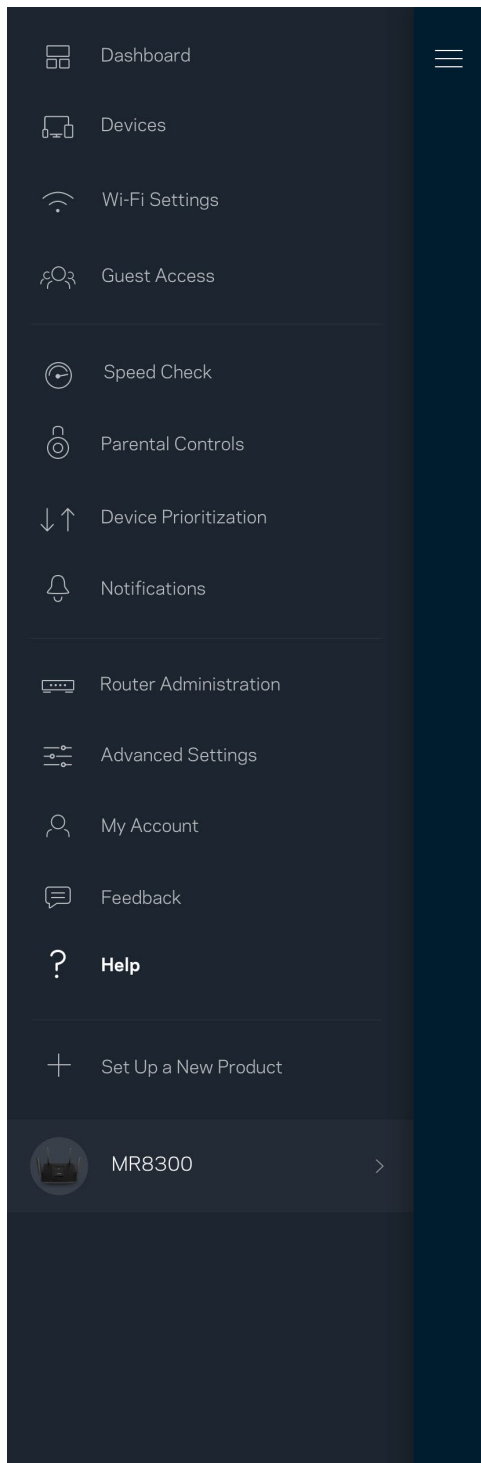 Dashboard
Devices
Wi-Fi Settings
Guest Access
Speed Check
Parental Controls
Device Prioritization
Notifications
Router Administration
Advanced Settings
My Account
Feedback
Help
Set Up a New Product
MR8300